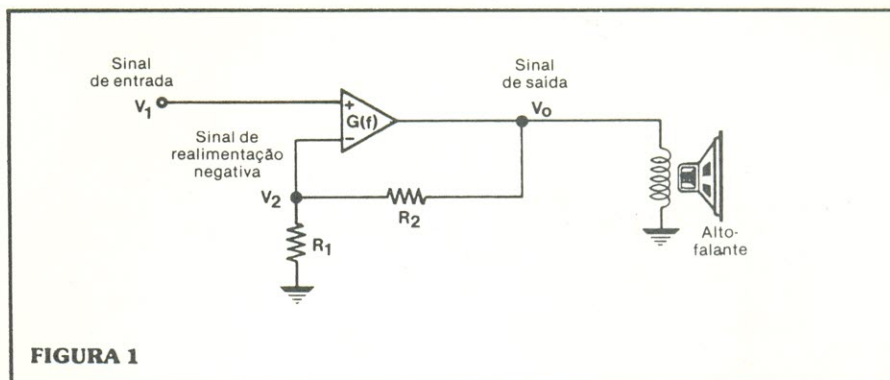 Sinal
de entrada
V1
Sinal de
realimentação
negativa
V2
+
G(f)
−
R1
R2
Sinal
de saída
Vo
Alto-
falante
FIGURA 1